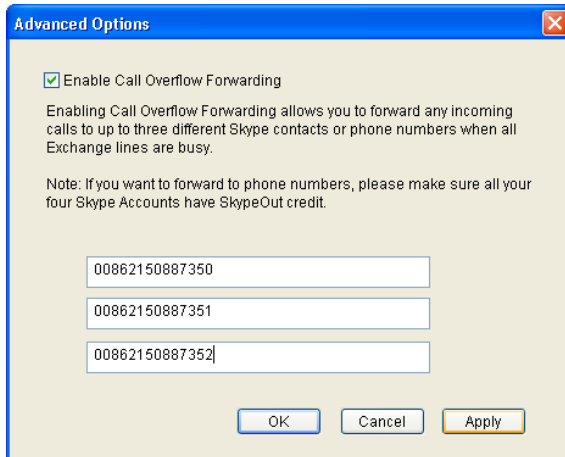 Advanced Options
Enable Call Overflow Forwarding
Enabling Call Overflow Forwarding allows you to forward any incoming
calls to up to three different Skype contacts or phone numbers when all
Exchange lines are busy.
Note: If you want to forward to phone numbers, please make sure all your
four Skype Accounts have SkypeOut credit.
00862150887350
00862150887351
00862150887352
OK Cancel Apply